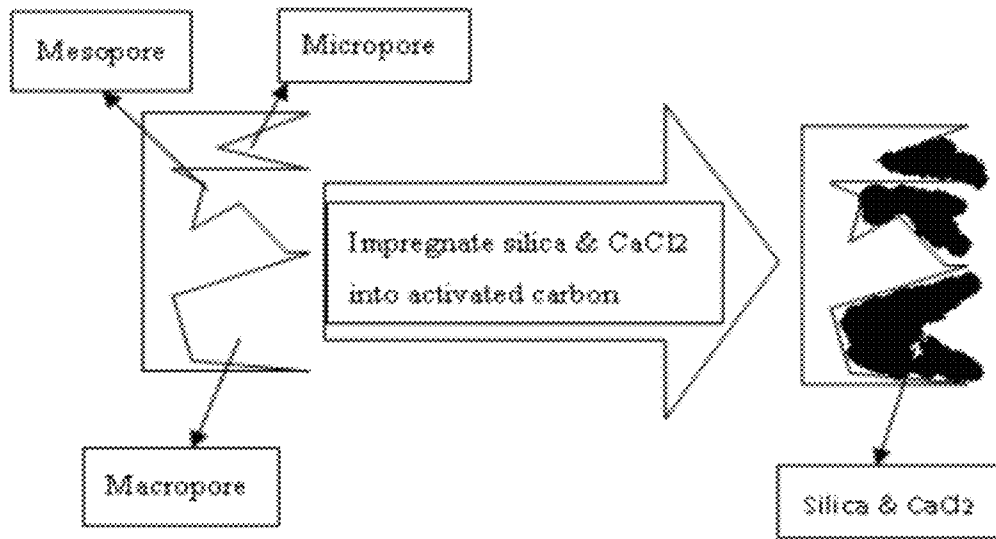 Mesopore
Micropore
Impregnate silica & CaCl2
into activated carbon
Macropore
Silica & CaCl2